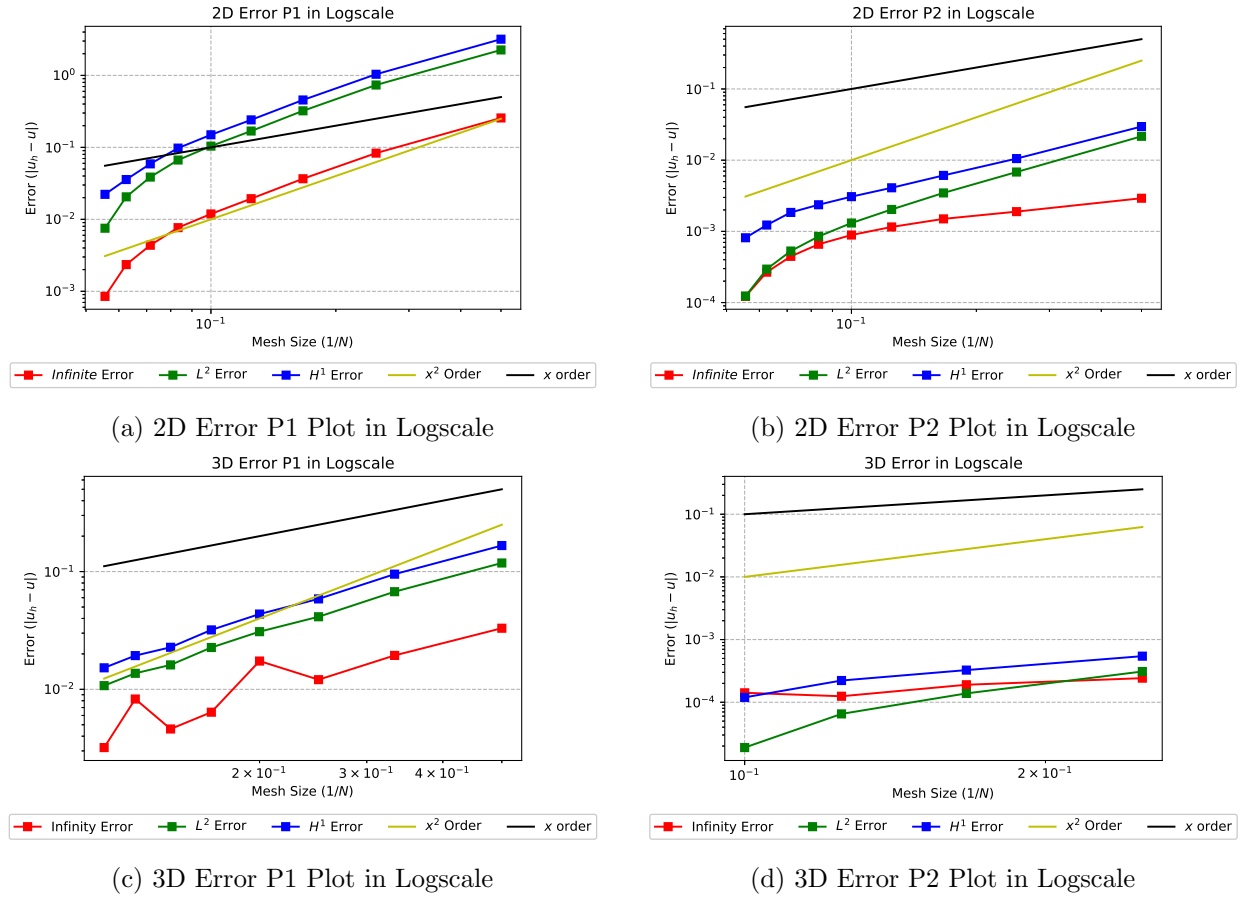 2D Error P1 in Logscale
Error (|u_h − u|)
10^0
10^−1
10^−2
10^−3
10^−1
Mesh Size (1/N)
Infinite Error L^2 Error H^1 Error x^2 Order x order
(a) 2D Error P1 Plot in Logscale
2D Error P2 in Logscale
Error (|u_h − u|)
10^−1
10^−2
10^−3
10^−4
10^−1
Mesh Size (1/N)
Infinite Error L^2 Error H^1 Error x^2 Order x order
(b) 2D Error P2 Plot in Logscale
3D Error P1 in Logscale
Error (|u_h − u|)
10^−1
10^−2
2 × 10^−1 3 × 10^−1 4 × 10^−1
Mesh Size (1/N)
Infinity Error L^2 Error H^1 Error x^2 Order x order
(c) 3D Error P1 Plot in Logscale
3D Error in Logscale
Error (|u_h − u|)
10^−1
10^−2
10^−3
10^−4
10^−1 2 × 10^−1
Mesh Size (1/N)
Infinity Error L^2 Error H^1 Error x^2 Order x order
(d) 3D Error P2 Plot in Logscale